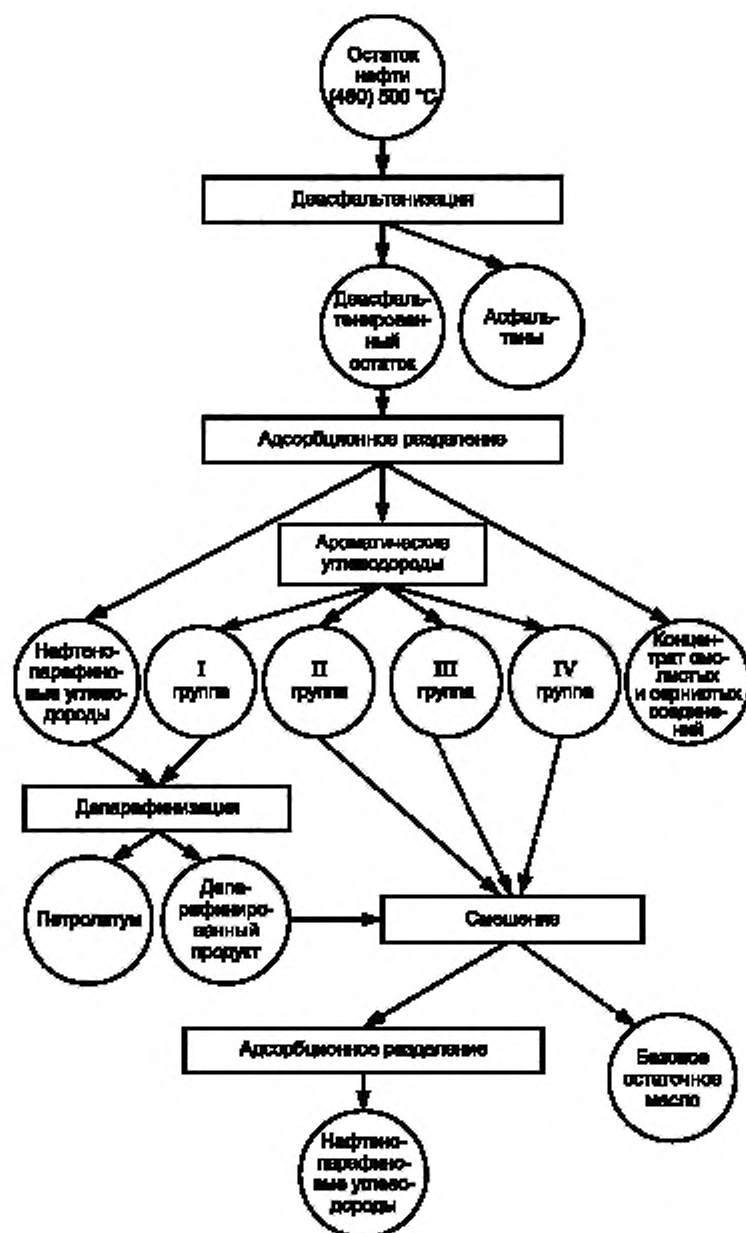 Остаток
нафти
(460) 500 °C
Деасфальтенизация
Деасфаль-
тенирован-
ный
остаток
Асфаль-
тены
Адсорбционное разделение
Ароматические
углеводороды
Нафтено-
парафино-
вые углево-
дороды
I
группа
II
группа
III
группа
IV
группа
Концен-
трат смо-
листых
и сернистых
соедине-
ний
Депарафинизация
Петролатум
Депа-
рафиниро-
ванный
продукт
Смешение
Адсорбционное разделение
Базовое
остаточное
масло
Нафтено-
парафино-
вые углево-
дороды